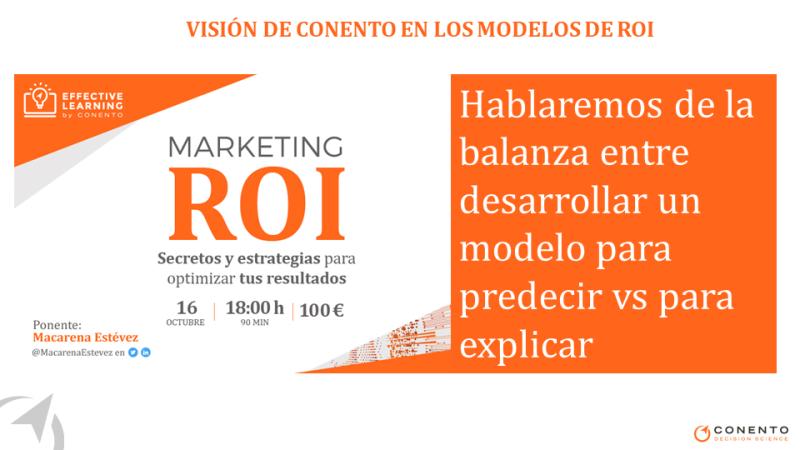 VISIÓN DE CONENTO EN LOS MODELOS DE ROI
EFFECTIVE
LEARNING
by CONENTO
MARKETING
ROI
Secretos y estrategias para
optimizar tus resultados
16 | 18:00 h | 100 €
OCTUBRE 90 MIN
Ponente:
Macarena Estévez
@MacarenaEstevez en
Hablaremos de la
balanza entre
desarrollar un
modelo para
predecir vs para
explicar
CONENTO
DECISION SCIENCE